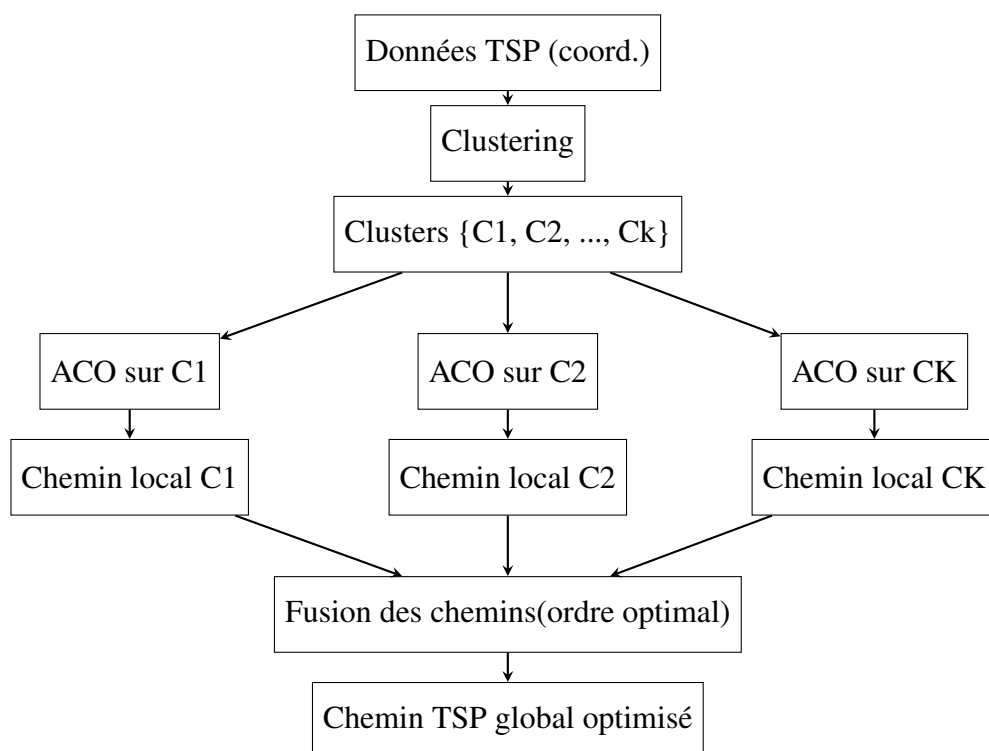 Données TSP (coord.)
Clustering
Clusters {C1, C2, ..., Ck}
ACO sur C1
ACO sur C2
ACO sur CK
Chemin local C1
Chemin local C2
Chemin local CK
Fusion des chemins(ordre optimal)
Chemin TSP global optimisé